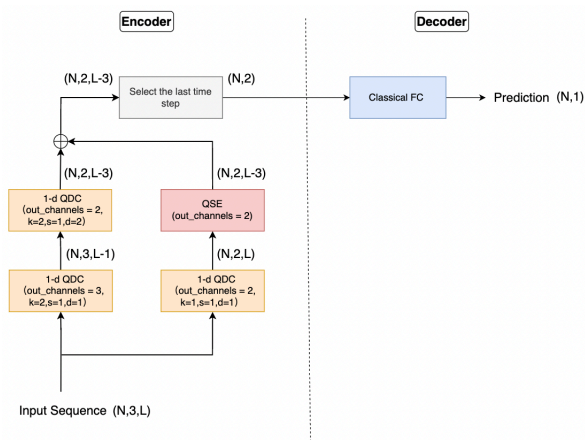 Encoder
Decoder
(N,2,L-3)
Select the last time
step
(N,2)
Classical FC
Prediction (N,1)
(N,2,L-3)
(N,2,L-3)
1-d QDC
(out_channels = 2,
k=2,s=1,d=2)
QSE
(out_channels = 2)
(N,3,L-1)
(N,2,L)
1-d QDC
(out_channels = 3,
k=2,s=1,d=1)
1-d QDC
(out_channels = 2,
k=1,s=1,d=1)
Input Sequence (N,3,L)